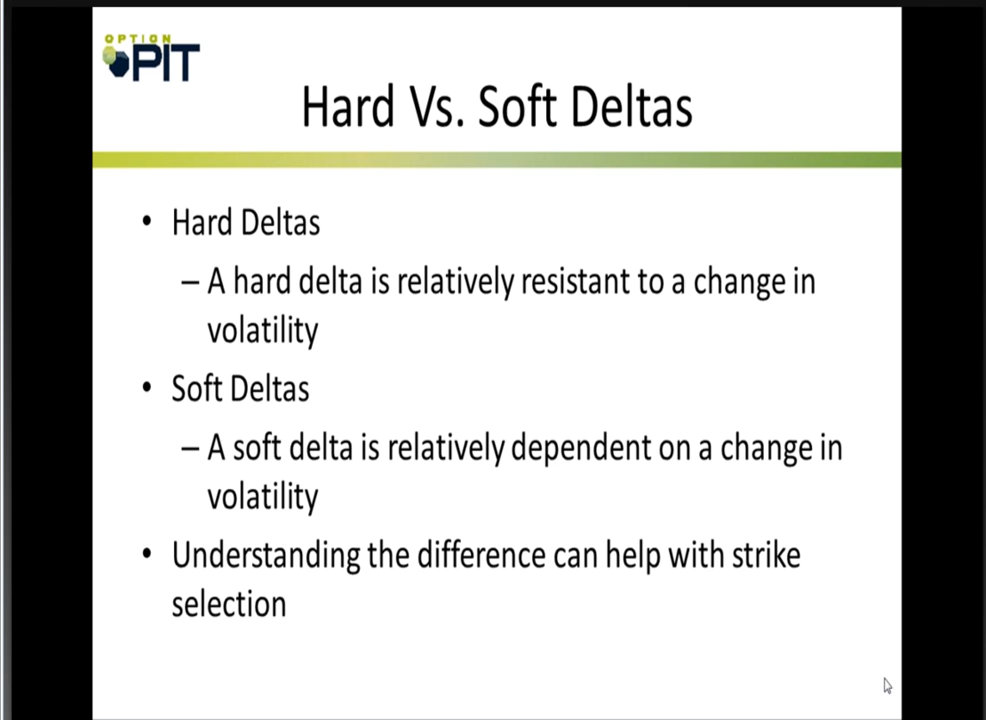 OPTION
PIT
Hard Vs. Soft Deltas
• Hard Deltas
– A hard delta is relatively resistant to a change in
volatility
• Soft Deltas
– A soft delta is relatively dependent on a change in
volatility
• Understanding the difference can help with strike
selection